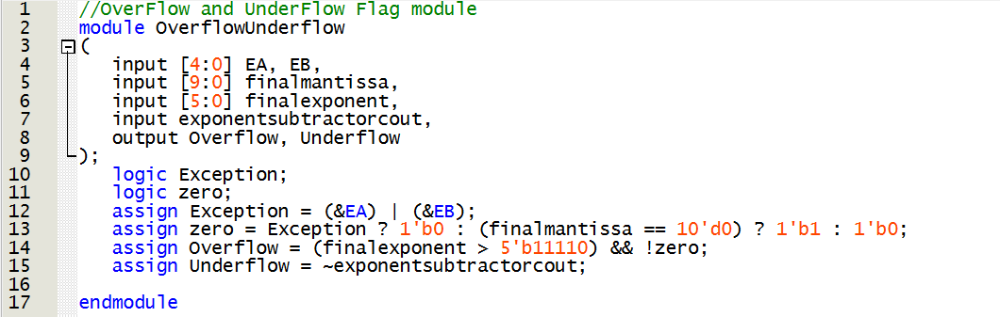 1 //OverFlow and UnderFlow Flag module
2 module OverflowUnderflow
3 (
4 input [4:0] EA, EB,
5 input [9:0] finalmantissa,
6 input [5:0] finalexponent,
7 input exponentsubtractorcout,
8 output Overflow, Underflow
9 );
10 logic Exception;
11 logic zero;
12 assign Exception = (&EA) | (&EB);
13 assign zero = Exception ? 1'b0 : (finalmantissa == 10'd0) ? 1'b1 : 1'b0;
14 assign Overflow = (finalexponent > 5'b11110) && !zero;
15 assign Underflow = ~exponentsubtractorcout;
16
17 endmodule